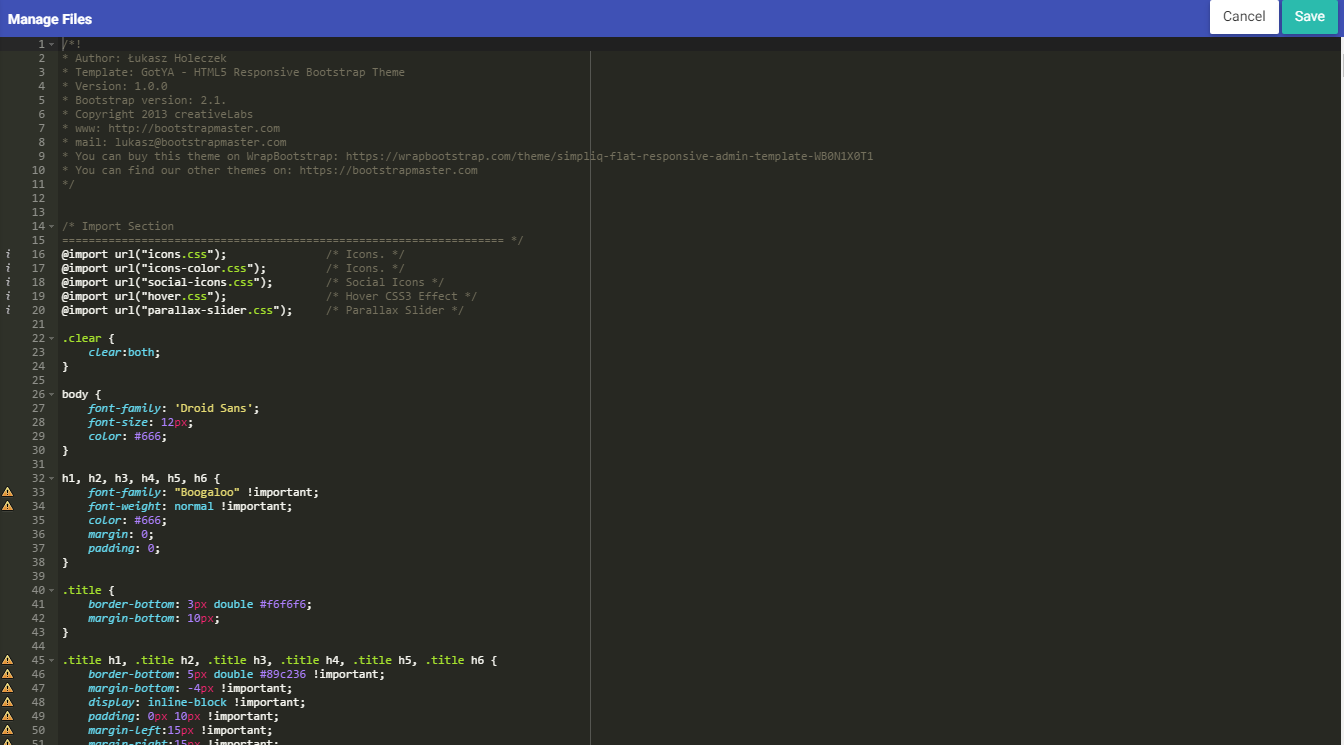 Manage Files
Cancel
Save
1 /*!
2 * Author: Łukasz Holeczek
3 * Template: GotYA - HTML5 Responsive Bootstrap Theme
4 * Version: 1.0.0
5 * Bootstrap version: 2.1.
6 * Copyright 2013 creativeLabs
7 * www: http://bootstrapmaster.com
8 * mail: lukasz@bootstrapmaster.com
9 * You can buy this theme on WrapBootstrap: https://wrapbootstrap.com/theme/simpliq-flat-responsive-admin-template-WB0N1X0T1
10 * You can find our other themes on: https://bootstrapmaster.com
11 */
12
13
14 /* Import Section
15 =================================================================== */
i 16 @import url("icons.css"); /* Icons. */
i 17 @import url("icons-color.css"); /* Icons. */
i 18 @import url("social-icons.css"); /* Social Icons */
i 19 @import url("hover.css"); /* Hover CSS3 Effect */
i 20 @import url("parallax-slider.css"); /* Parallax Slider */
21
22 .clear {
23 clear:both;
24 }
25
26 body {
27 font-family: 'Droid Sans';
28 font-size: 12px;
29 color: #666;
30 }
31
32 h1, h2, h3, h4, h5, h6 {
33 font-family: "Boogaloo" !important;
34 font-weight: normal !important;
35 color: #666;
36 margin: 0;
37 padding: 0;
38 }
39
40 .title {
41 border-bottom: 3px double #f6f6f6;
42 margin-bottom: 10px;
43 }
44
45 .title h1, .title h2, .title h3, .title h4, .title h5, .title h6 {
46 border-bottom: 5px double #89c236 !important;
47 margin-bottom: -4px !important;
48 display: inline-block !important;
49 padding: 0px 10px !important;
50 margin-left:15px !important;
51 margin-right:15px !important;